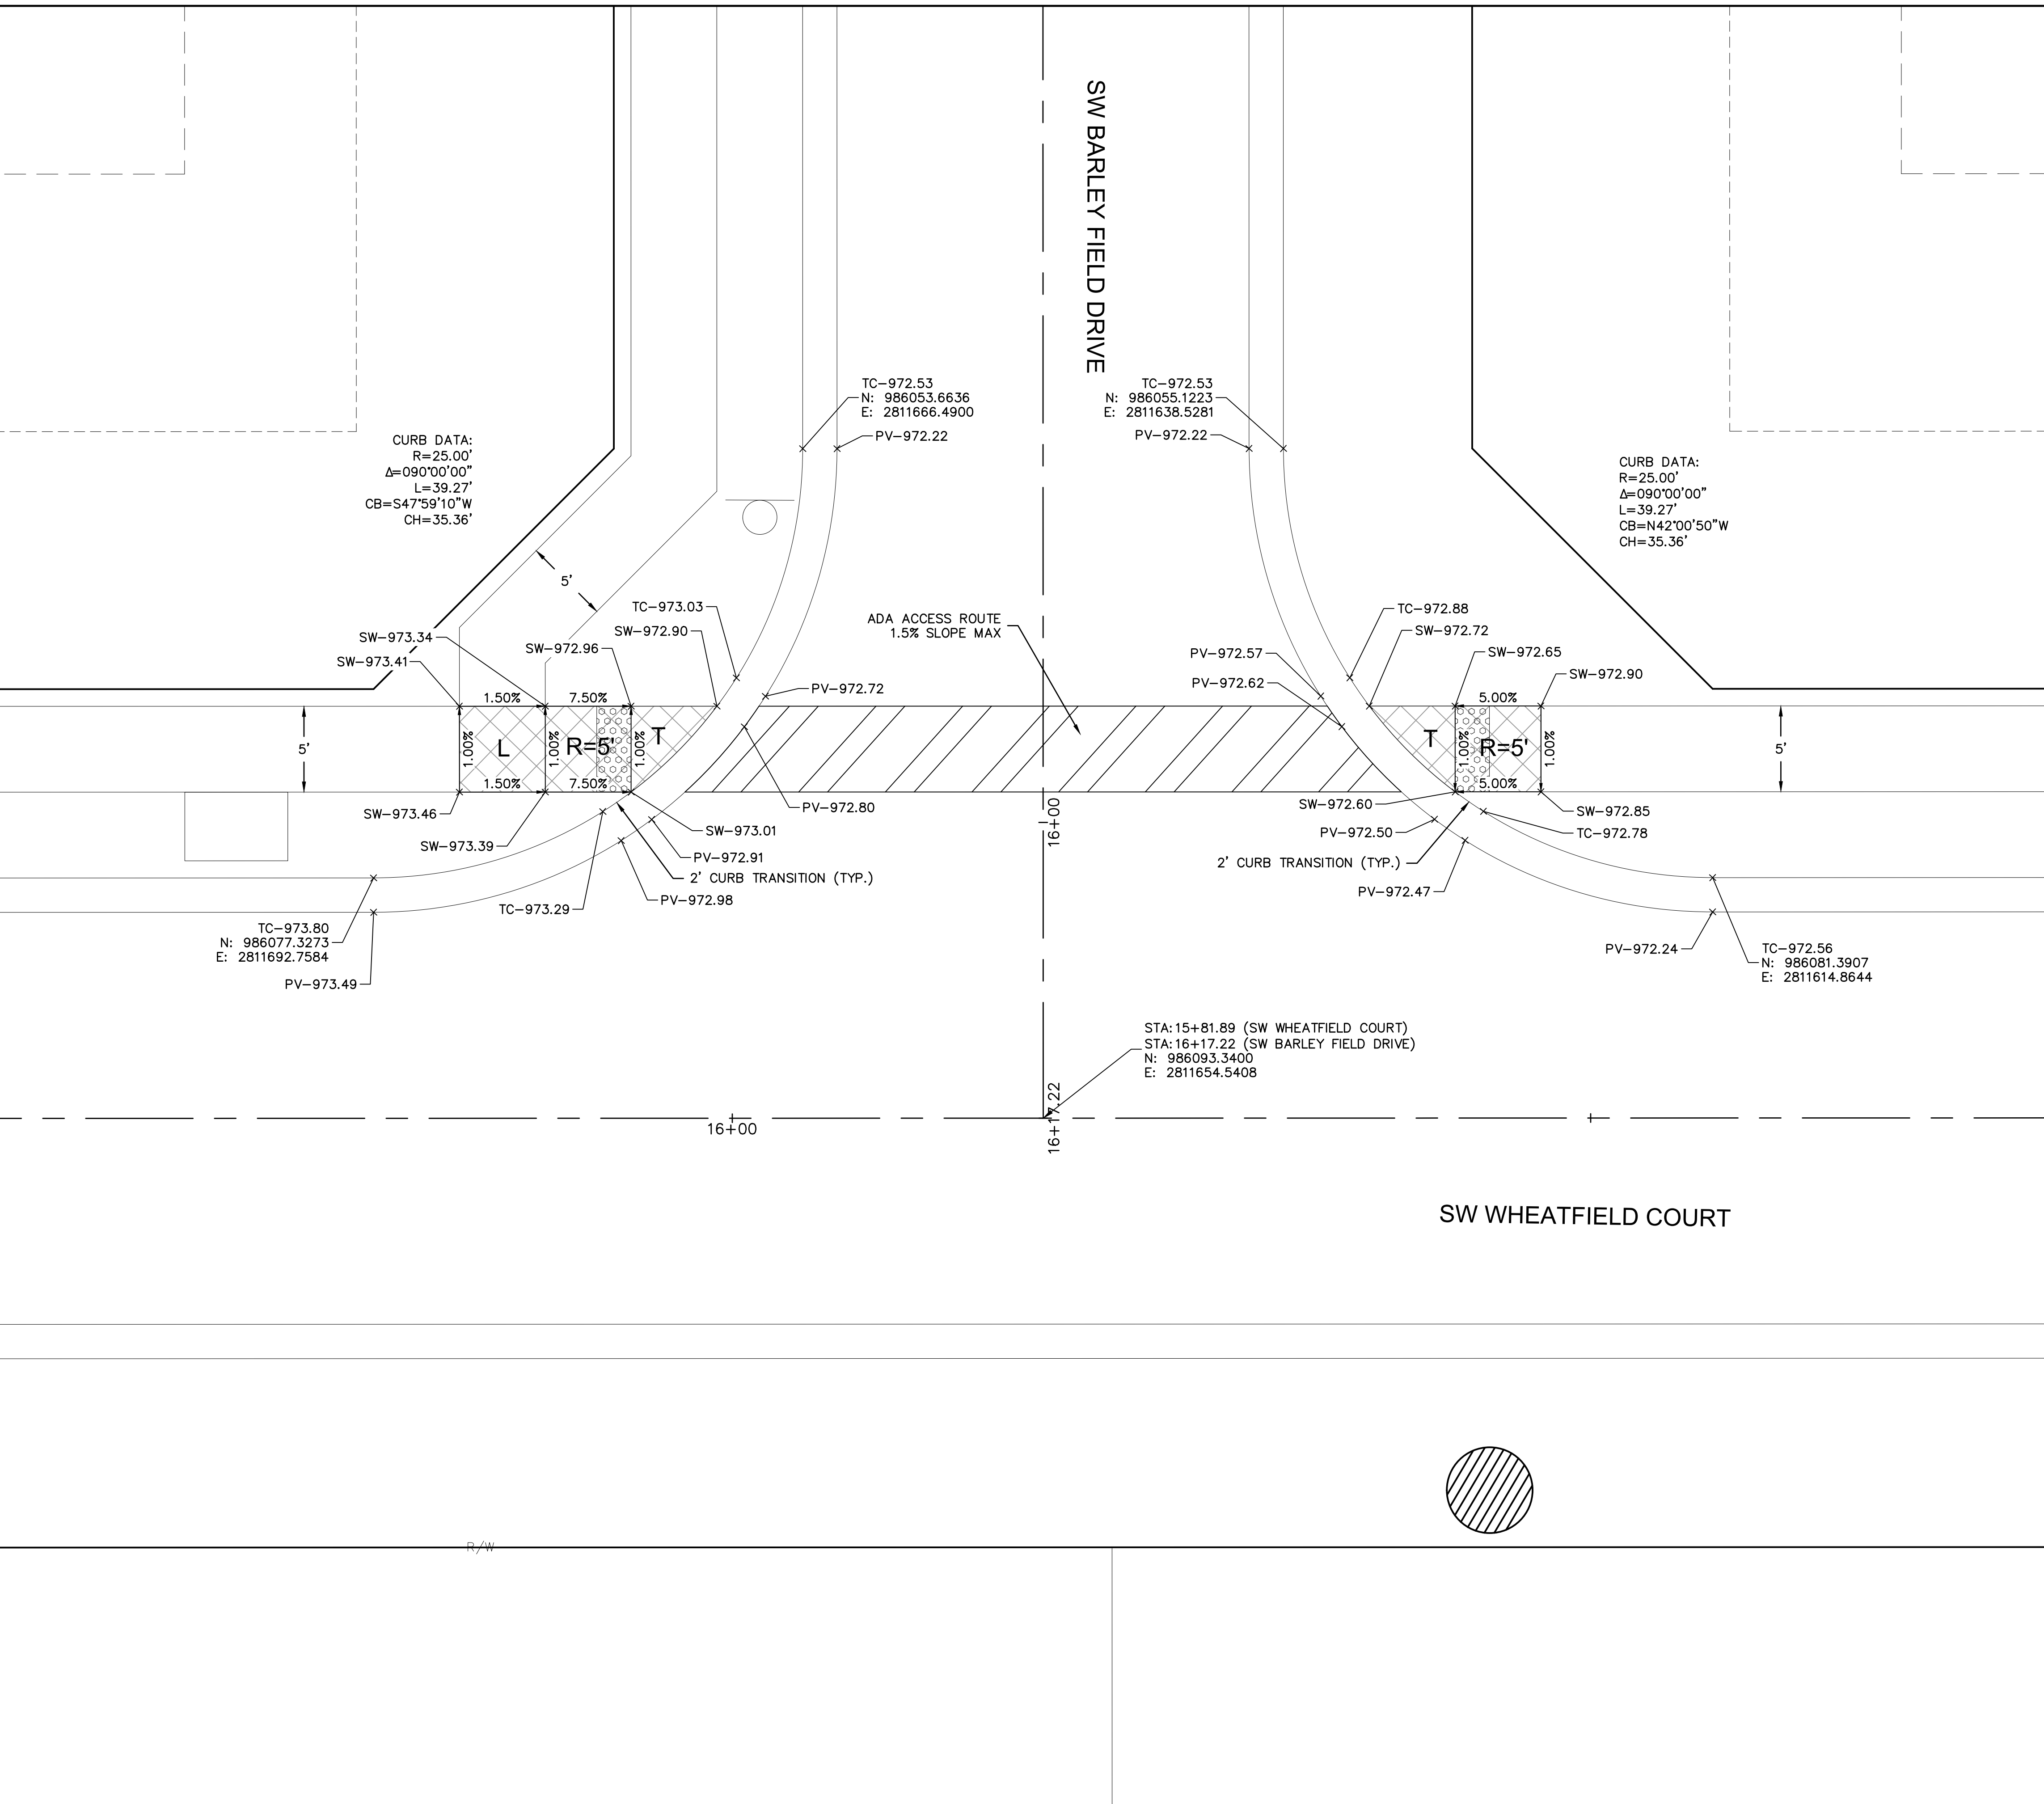 SW BARLEY FIELD DRIVE
TC-972.53
N: 986053.6636
E: 2811666.4900
PV-972.22
TC-972.53
N: 986055.1223
E: 2811638.5281
PV-972.22
CURB DATA:
R=25.00'
Δ=090°00'00"
L=39.27'
CB=S47°59'10"W
CH=35.36'
CURB DATA:
R=25.00'
Δ=090°00'00"
L=39.27'
CB=N42°00'50"W
CH=35.36'
5'
TC-973.03
SW-972.90
SW-972.96
SW-973.34
SW-973.41
ADA ACCESS ROUTE
1.5% SLOPE MAX
TC-972.88
SW-972.72
SW-972.65
SW-972.90
PV-972.57
PV-972.62
PV-972.72
1.50%
7.50%
5.00%
5'
1.00%
L
1.00%
R=5'
1.00%
T
T
1.00%
R=5'
1.00%
5'
1.50%
7.50%
5.00%
PV-972.80
SW-973.46
SW-973.39
SW-973.01
PV-972.91
2' CURB TRANSITION (TYP.)
PV-972.98
TC-973.29
16+00
SW-972.60
PV-972.50
2' CURB TRANSITION (TYP.)
PV-972.47
SW-972.85
TC-972.78
TC-973.80
N: 986077.3273
E: 2811692.7584
PV-973.49
PV-972.24
TC-972.56
N: 986081.3907
E: 2811614.8644
STA:15+81.89 (SW WHEATFIELD COURT)
STA:16+17.22 (SW BARLEY FIELD DRIVE)
N: 986093.3400
E: 2811654.5408
16+00
16+17.22
SW WHEATFIELD COURT
R/W